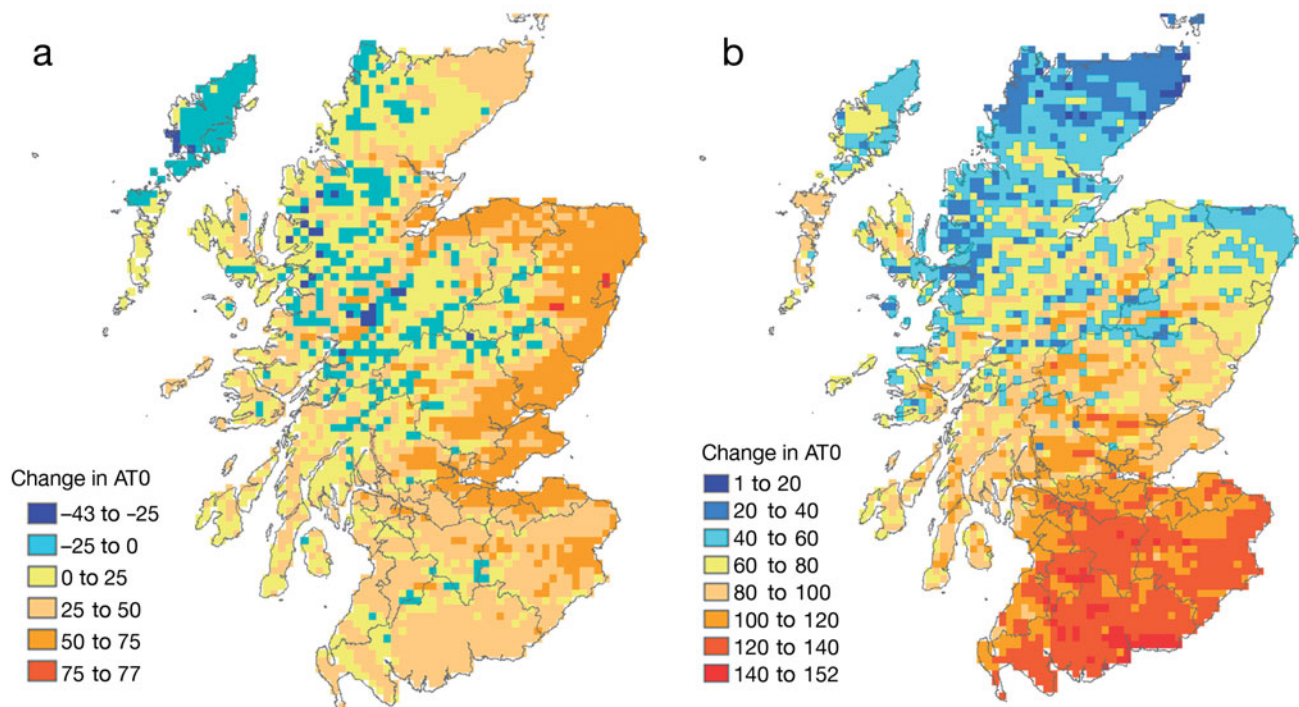 a
Change in AT0
–43 to –25
–25 to 0
0 to 25
25 to 50
50 to 75
75 to 77
b
Change in AT0
1 to 20
20 to 40
40 to 60
60 to 80
80 to 100
100 to 120
120 to 140
140 to 152